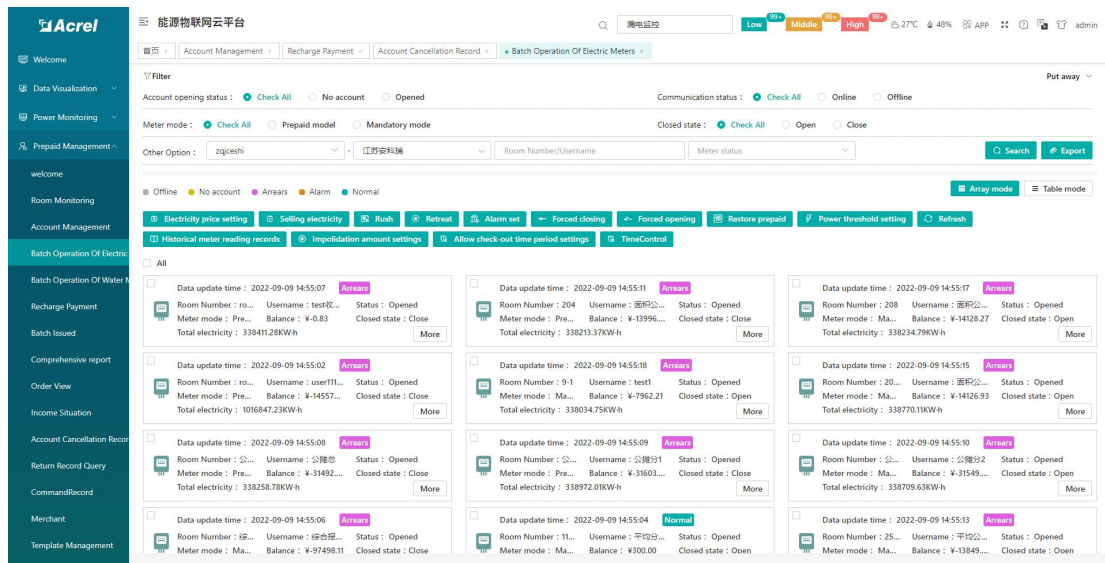 Acrel
能源物联网云平台
漏电监控
Low 99+ Middle 99+ High 99+ 27℃ 48% APP admin
首页 × Account Management × Recharge Payment × Account Cancellation Record × Batch Operation Of Electric Meters ×
Welcome
Data Visualization
Power Monitoring
Prepaid Management
welcome
Room Monitoring
Account Management
Batch Operation Of Electric
Batch Operation Of Water M
Recharge Payment
Batch Issued
Comprehensive report
Order View
Income Situation
Account Cancellation Recor
Return Record Query
CommandRecord
Merchant
Template Management
Filter Put away
Account opening status : Check All No account Opened Communication status : Check All Online Offline
Meter mode : Check All Prepaid model Mandatory mode Closed state : Check All Open Close
Other Option : zqjceshi - 江苏安科瑞 Room Number/Username Meter status Search Export
Offline No account Arrears Alarm Normal Array mode Table mode
Electricity price setting Selling electricity Rush Retreat Alarm set Forced closing Forced opening Restore prepaid Power threshold setting Refresh
Historical meter reading records Impolidation amount settings Allow check-out time period settings TimeControl
All
Data update time : 2022-09-09 14:55:07 Arrears
Room Number : ro... Username : test收... Status : Opened
Meter mode : Pre... Balance : ¥-0.83 Closed state : Close
Total electricity : 338411.28KW·h More
Data update time : 2022-09-09 14:55:11 Arrears
Room Number : 204 Username : 面积公... Status : Opened
Meter mode : Pre... Balance : ¥-13996.... Closed state : Close
Total electricity : 338213.37KW·h More
Data update time : 2022-09-09 14:55:17 Arrears
Room Number : 208 Username : 面积公... Status : Opened
Meter mode : Ma... Balance : ¥-14128.27 Closed state : Open
Total electricity : 338234.79KW·h More
Data update time : 2022-09-09 14:55:02 Arrears
Room Number : ro... Username : user111... Status : Opened
Meter mode : Pre... Balance : ¥-14557... Closed state : Close
Total electricity : 1016847.23KW·h More
Data update time : 2022-09-09 14:55:18 Arrears
Room Number : 9-1 Username : test1 Status : Opened
Meter mode : Ma... Balance : ¥-7962.21 Closed state : Open
Total electricity : 338034.75KW·h More
Data update time : 2022-09-09 14:55:15 Arrears
Room Number : 20... Username : 面积公... Status : Opened
Meter mode : Ma... Balance : ¥-14126.93 Closed state : Open
Total electricity : 338770.11KW·h More
Data update time : 2022-09-09 14:55:08 Arrears
Room Number : 公... Username : 公摊总 Status : Opened
Meter mode : Pre... Balance : ¥-31492.... Closed state : Close
Total electricity : 338258.78KW·h More
Data update time : 2022-09-09 14:55:09 Arrears
Room Number : 公... Username : 公摊分1 Status : Opened
Meter mode : Pre... Balance : ¥-31603.... Closed state : Close
Total electricity : 338972.01KW·h More
Data update time : 2022-09-09 14:55:10 Arrears
Room Number : 公... Username : 公摊分2 Status : Opened
Meter mode : Ma... Balance : ¥-31549.... Closed state : Open
Total electricity : 338709.63KW·h More
Data update time : 2022-09-09 14:55:06 Arrears
Room Number : 综... Username : 综合报... Status : Opened
Meter mode : Ma... Balance : ¥-97498.11 Closed state : Close
Data update time : 2022-09-09 14:55:04 Normal
Room Number : 11... Username : 平均分... Status : Opened
Meter mode : Ma... Balance : ¥300.00 Closed state : Open
Data update time : 2022-09-09 14:55:13 Arrears
Room Number : 25... Username : 平均公... Status : Opened
Meter mode : Ma... Balance : ¥-13849.... Closed state : Open